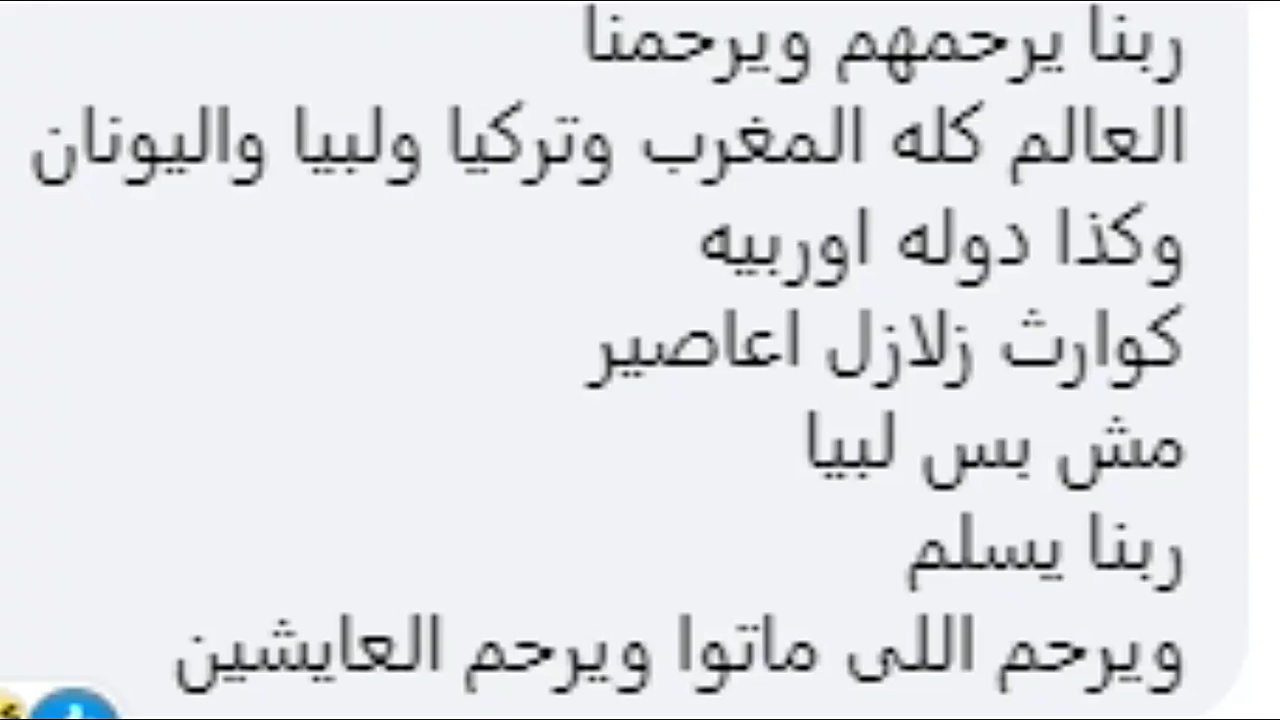 ربنا يرحمهم ويرحمنا
العالم كله المغرب وتركيا ولبيا واليونان
وكذا دوله اوربيه
كوارث زلازل اعاصير
مش بس لبيا
ربنا يسلم
ويرحم اللى ماتوا ويرحم العايشين